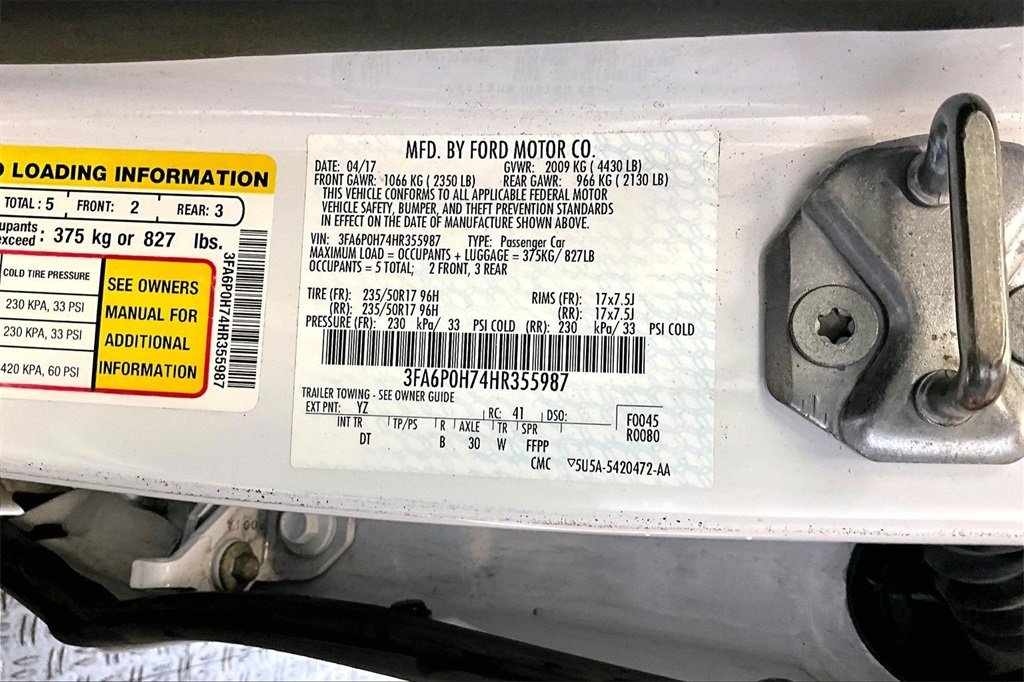 LOADING INFORMATION
TOTAL: 5 FRONT: 2 REAR: 3
exceed: 375 kg or 827 lbs.
COLD TIRE PRESSURE
230 KPA, 33 PSI
230 KPA, 33 PSI
420 KPA, 60 PSI
SEE OWNERS
MANUAL FOR
ADDITIONAL
INFORMATION
3FA6P0H74HR355987
MFD. BY FORD MOTOR CO.
DATE: 04/17 GVWR: 2009 KG (4430 LB)
FRONT GAWR: 1066 KG (2350 LB) REAR GAWR: 966 KG (2130 LB)
THIS VEHICLE CONFORMS TO ALL APPLICABLE FEDERAL MOTOR
VEHICLE SAFETY, BUMPER, AND THEFT PREVENTION STANDARDS
IN EFFECT ON THE DATE OF MANUFACTURE SHOWN ABOVE.
VIN: 3FA6P0H74HR355987 TYPE: Passenger Car
MAXIMUM LOAD = OCCUPANTS + LUGGAGE = 375KG/ 827LB
OCCUPANTS = 5 TOTAL; 2 FRONT, 3 REAR
TIRE (FR): 235/50R17 96H RIMS (FR): 17x7.5J
(RR): 235/50R17 96H (RR): 17x7.5J
PRESSURE (FR): 230 kPa/ 33 PSI COLD (RR): 230 kPa/ 33 PSI COLD
3FA6P0H74HR355987
TRAILER TOWING - SEE OWNER GUIDE
EXT PNT: YZ RC: 41 DSO: F0045
INT TR TP/PS R AXLE TR SPR R0080
DT B 30 W FFPP
CMC ▽5U5A-5420472-AA